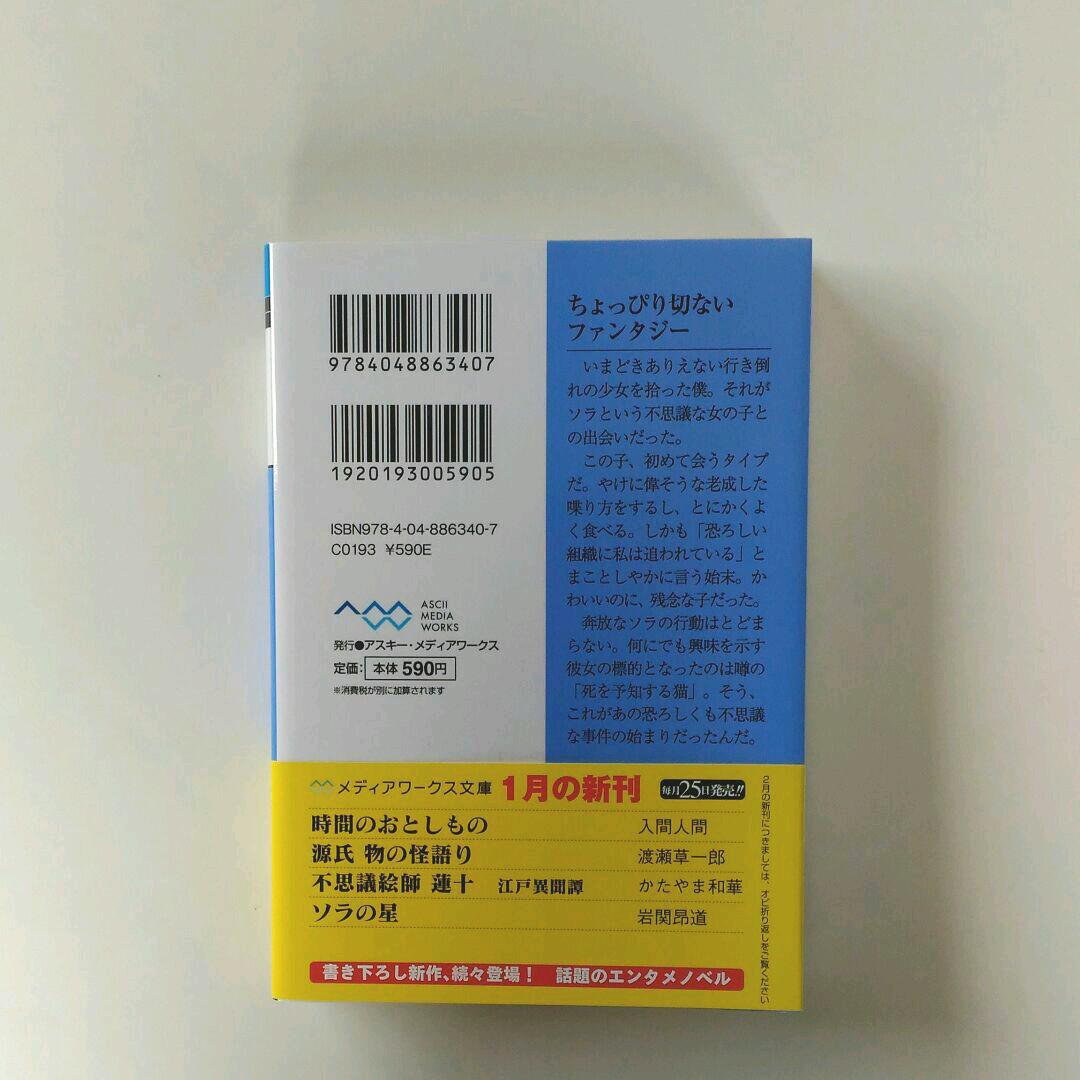 9784048863407
1920193005905
ISBN978-4-04-886340-7
C0193 ¥590E
ASCII
MEDIA
WORKS
発行●アスキー・メディアワークス
定価：本体590円
※消費税が別に加算されます
ちょっぴり切ない
ファンタジー
いまどきありえない行き倒
れの少女を拾った僕。それが
ソラという不思議な女の子と
の出会いだった。
この子、初めて会うタイプ
だ。やけに偉そうな老成した
喋り方をするし、とにかくよ
く食べる。しかも「恐ろしい
組織に私は追われている」と
まことしやかに言う始末。か
わいいのに、残念な子だった。
奔放なソラの行動はとどま
らない。何にでも興味を示す
彼女の標的となったのは噂の
「死を予知する猫」。そう、
これがあの恐ろしくも不思議
な事件の始まりだったんだ。
メディアワークス文庫 1月の新刊 毎月25日発売!!
時間のおとしもの 入間人間
源氏 物の怪語り 渡瀬草一郎
不思議絵師 蓮十 江戸異聞譚 かたやま和華
ソラの星 岩関昂道
書き下ろし新作、続々登場！ 話題のエンタメノベル
2月の新刊につきましては、オビ折り返しをご覧ください